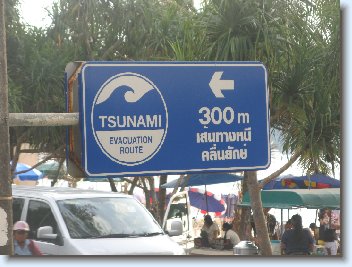 TSUNAMI
EVACUATION
ROUTE
300 m
เส้นทางหนี
คลื่นยักษ์